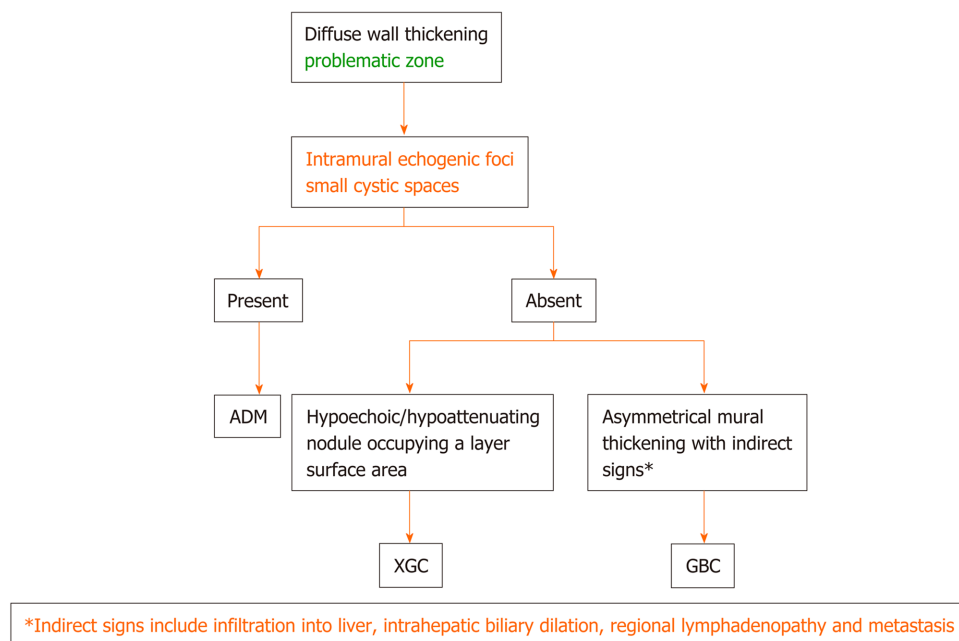 Diffuse wall thickening
problematic zone
Intramural echogenic foci
small cystic spaces
Present
Absent
ADM
Hypoechoic/hypoattenuating
nodule occupying a layer
surface area
Asymmetrical mural
thickening with indirect
signs*
XGC
GBC
*Indirect signs include infiltration into liver, intrahepatic biliary dilation, regional lymphadenopathy and metastasis